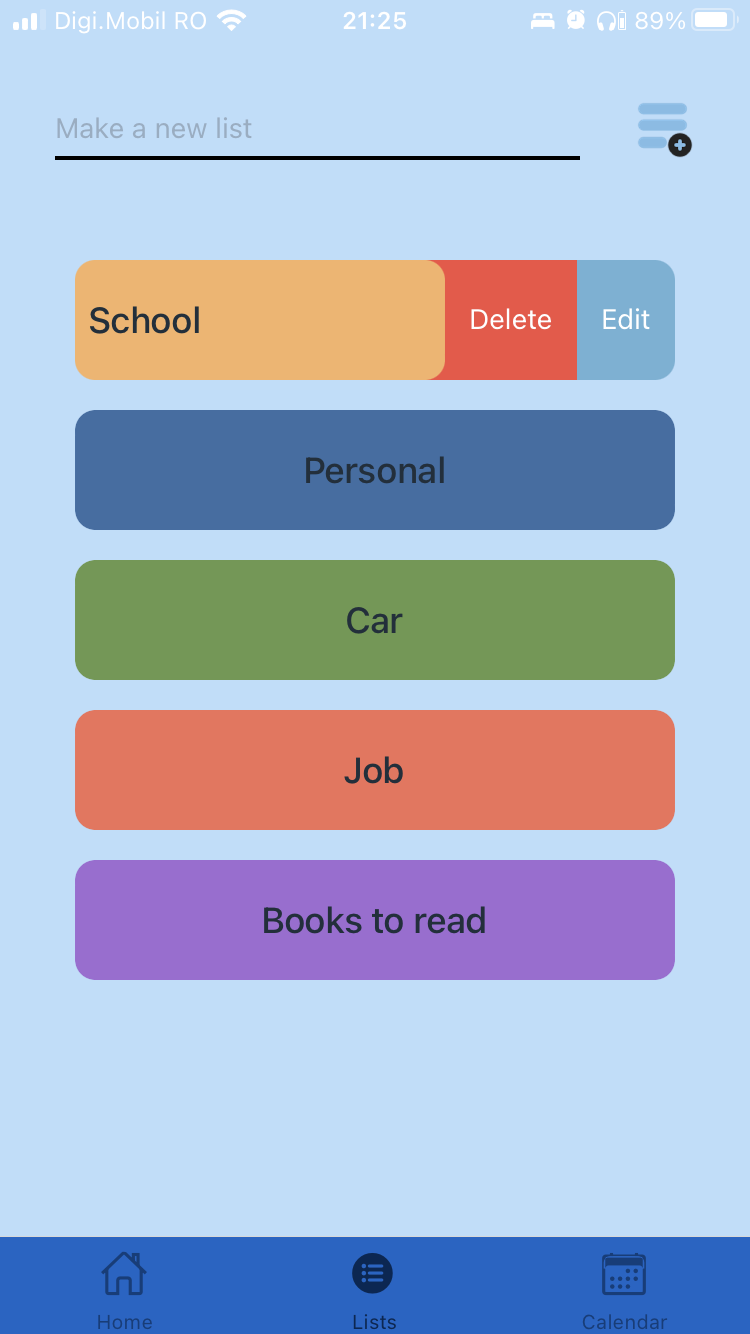 Digi.Mobil RO 21:25 89%
Make a new list
School Delete Edit
Personal
Car
Job
Books to read
Home Lists Calendar